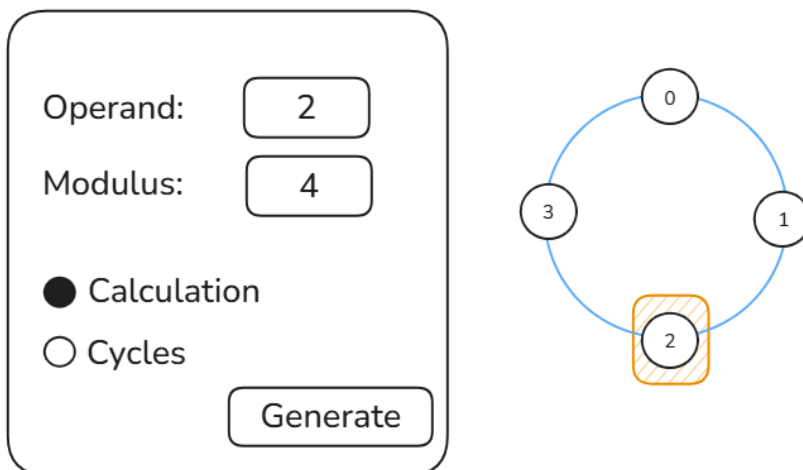 Operand: 2
Modulus: 4
Calculation
Cycles
Generate
0
3
1
2